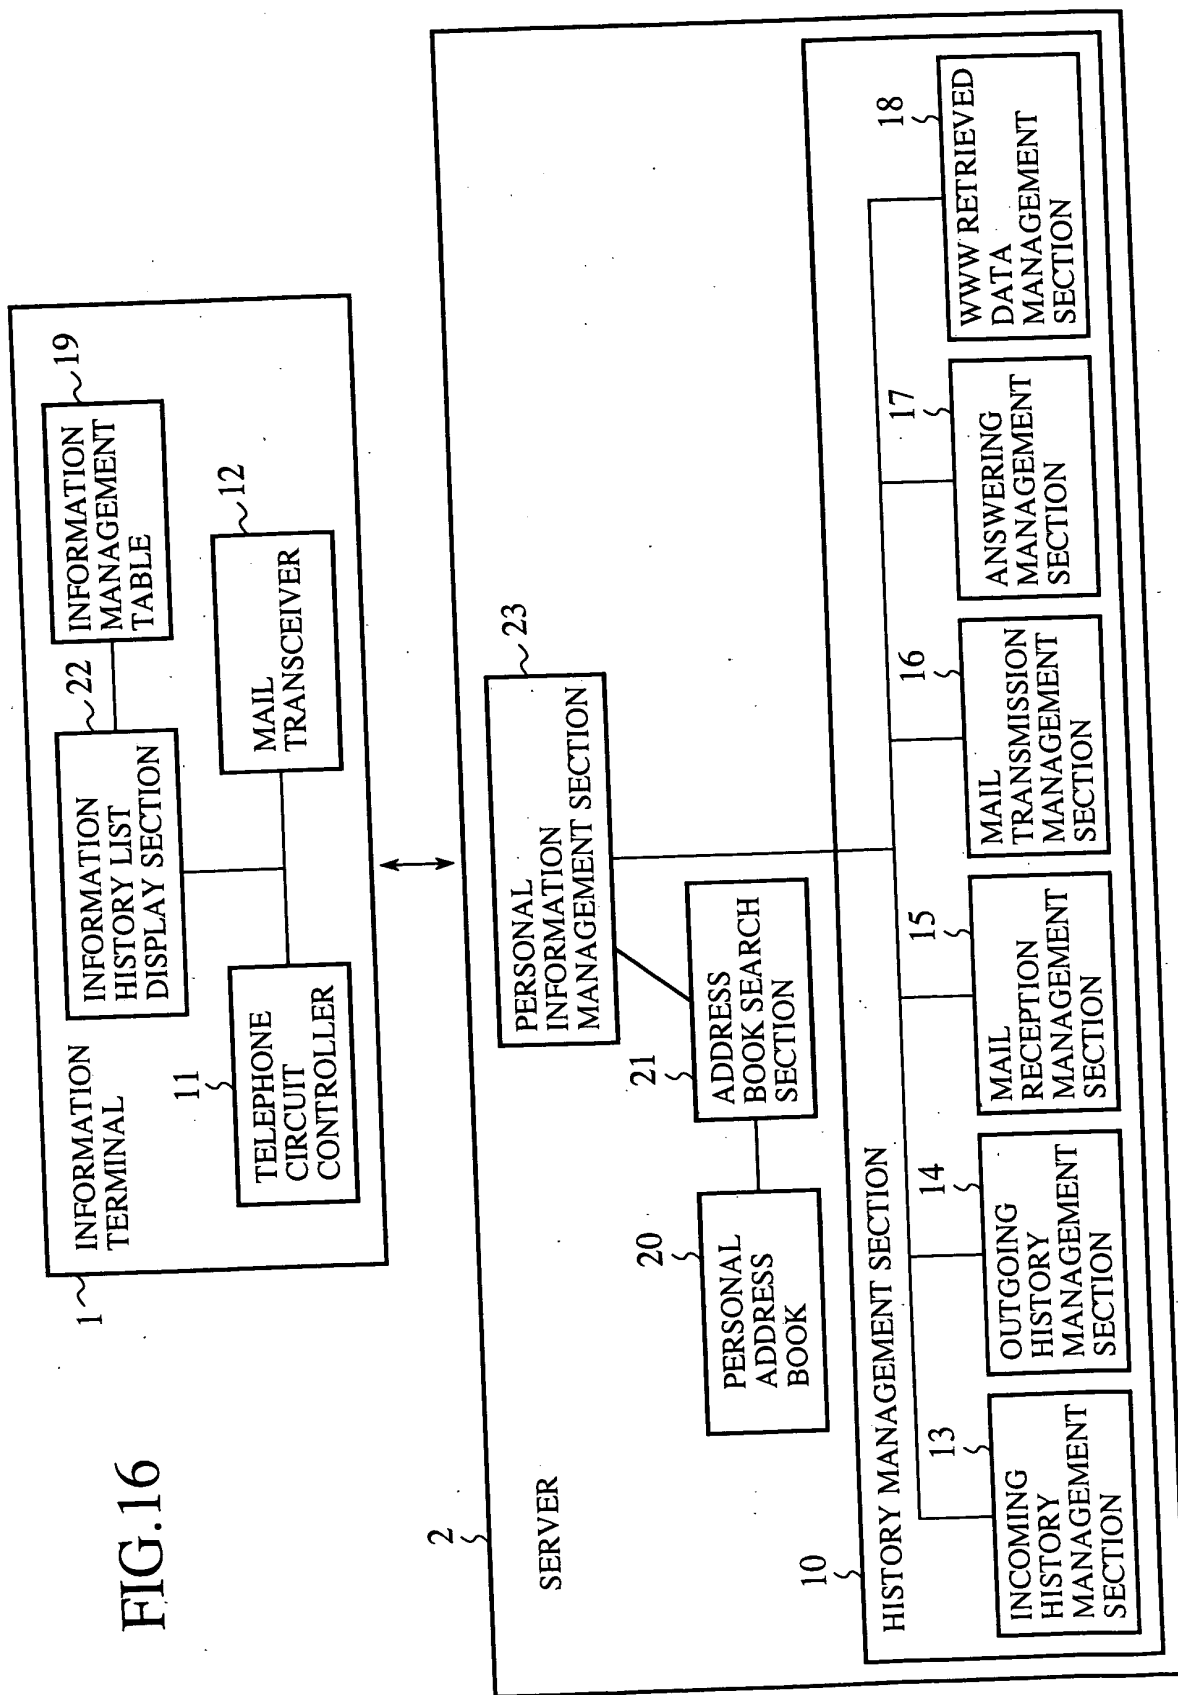 FIG.16
1
INFORMATION
TERMINAL
11
TELEPHONE
CIRCUIT
CONTROLLER
22
INFORMATION
HISTORY LIST
DISPLAY SECTION
19
INFORMATION
MANAGEMENT
TABLE
12
MAIL
TRANSCEIVER
2
SERVER
23
PERSONAL
INFORMATION
MANAGEMENT SECTION
20
PERSONAL
ADDRESS
BOOK
21
ADDRESS
BOOK SEARCH
SECTION
10
HISTORY MANAGEMENT SECTION
13
INCOMING
HISTORY
MANAGEMENT
SECTION
14
OUTGOING
HISTORY
MANAGEMENT
SECTION
15
MAIL
RECEPTION
MANAGEMENT
SECTION
16
MAIL
TRANSMISSION
MANAGEMENT
SECTION
17
ANSWERING
MANAGEMENT
SECTION
18
WWW RETRIEVED
DATA
MANAGEMENT
SECTION